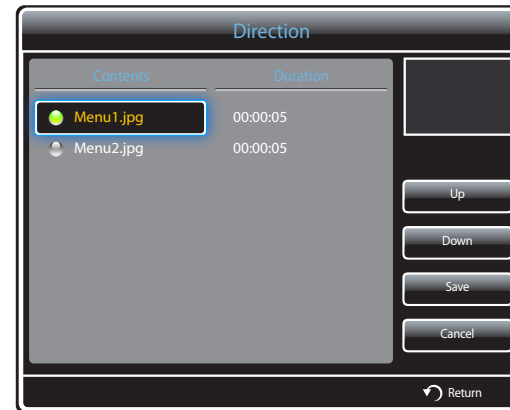 Direction
Contents Duration
Menu1.jpg 00:00:05
Menu2.jpg 00:00:05
Up
Down
Save
Cancel
Return